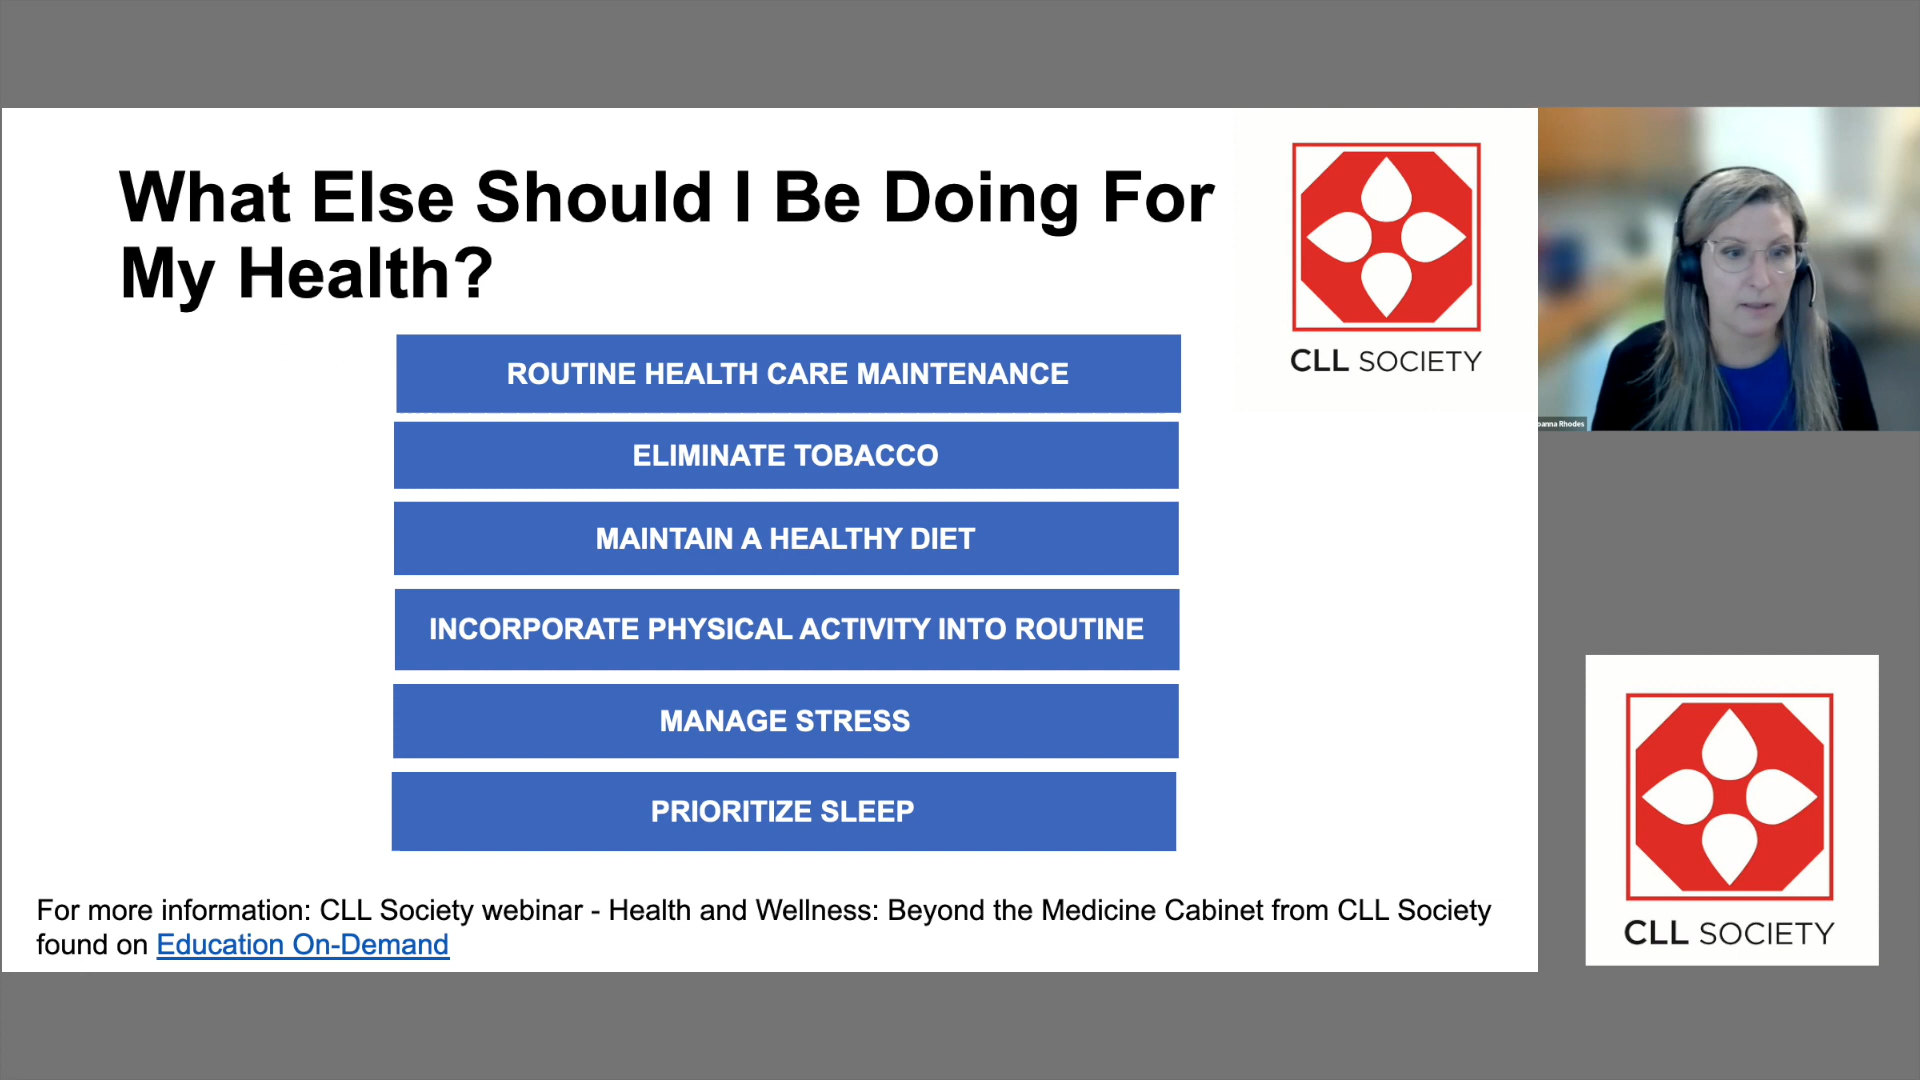 What Else Should I Be Doing For
My Health?
CLL SOCIETY
ROUTINE HEALTH CARE MAINTENANCE
ELIMINATE TOBACCO
MAINTAIN A HEALTHY DIET
INCORPORATE PHYSICAL ACTIVITY INTO ROUTINE
MANAGE STRESS
PRIORITIZE SLEEP
For more information: CLL Society webinar - Health and Wellness: Beyond the Medicine Cabinet from CLL Society
found on Education On-Demand
Rhodes
CLL SOCIETY